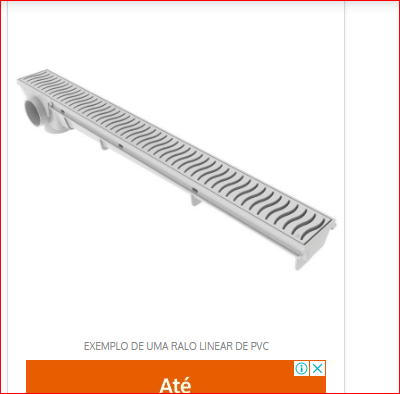 EXEMPLO DE UMA RALO LINEAR DE PVC
Até